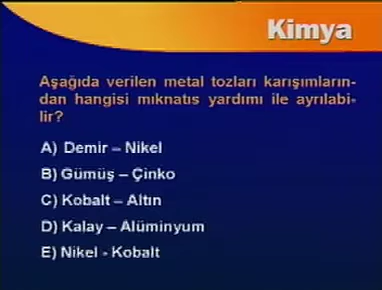 Kimya
Aşağıda verilen metal tozları karışımların-
dan hangisi mıknatıs yardımı ile ayrılabi-
lir?
A) Demir – Nikel
B) Gümüş – Çinko
C) Kobalt – Altın
D) Kalay – Alüminyum
E) Nikel - Kobalt